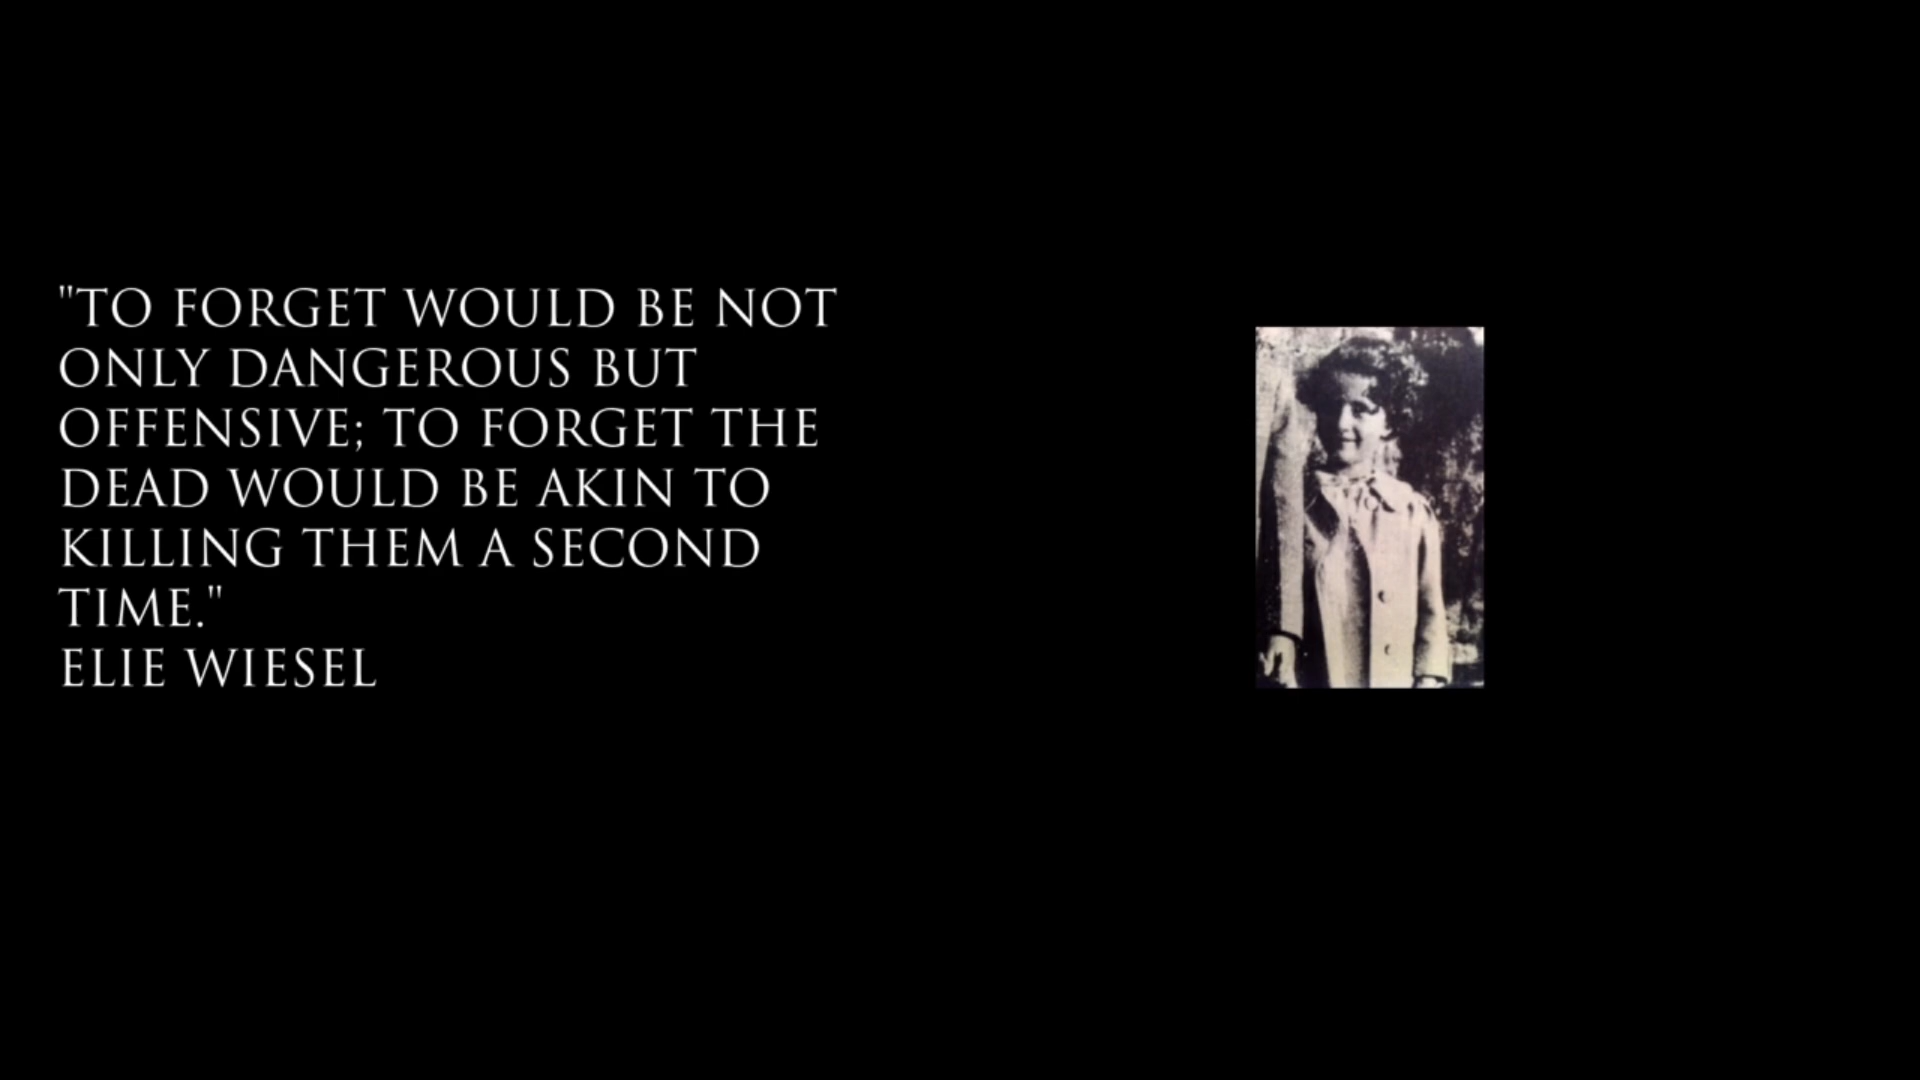 "TO FORGET WOULD BE NOT
ONLY DANGEROUS BUT
OFFENSIVE; TO FORGET THE
DEAD WOULD BE AKIN TO
KILLING THEM A SECOND
TIME."
ELIE WIESEL